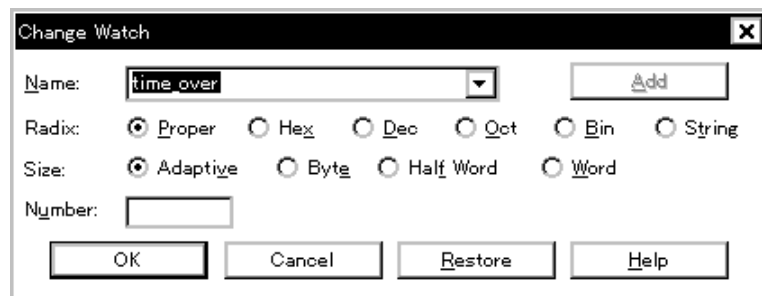 Change Watch
Name: time_over Add
Radix: Proper Hex Dec Oct Bin String
Size: Adaptive Byte Half Word Word
Number:
OK Cancel Restore Help